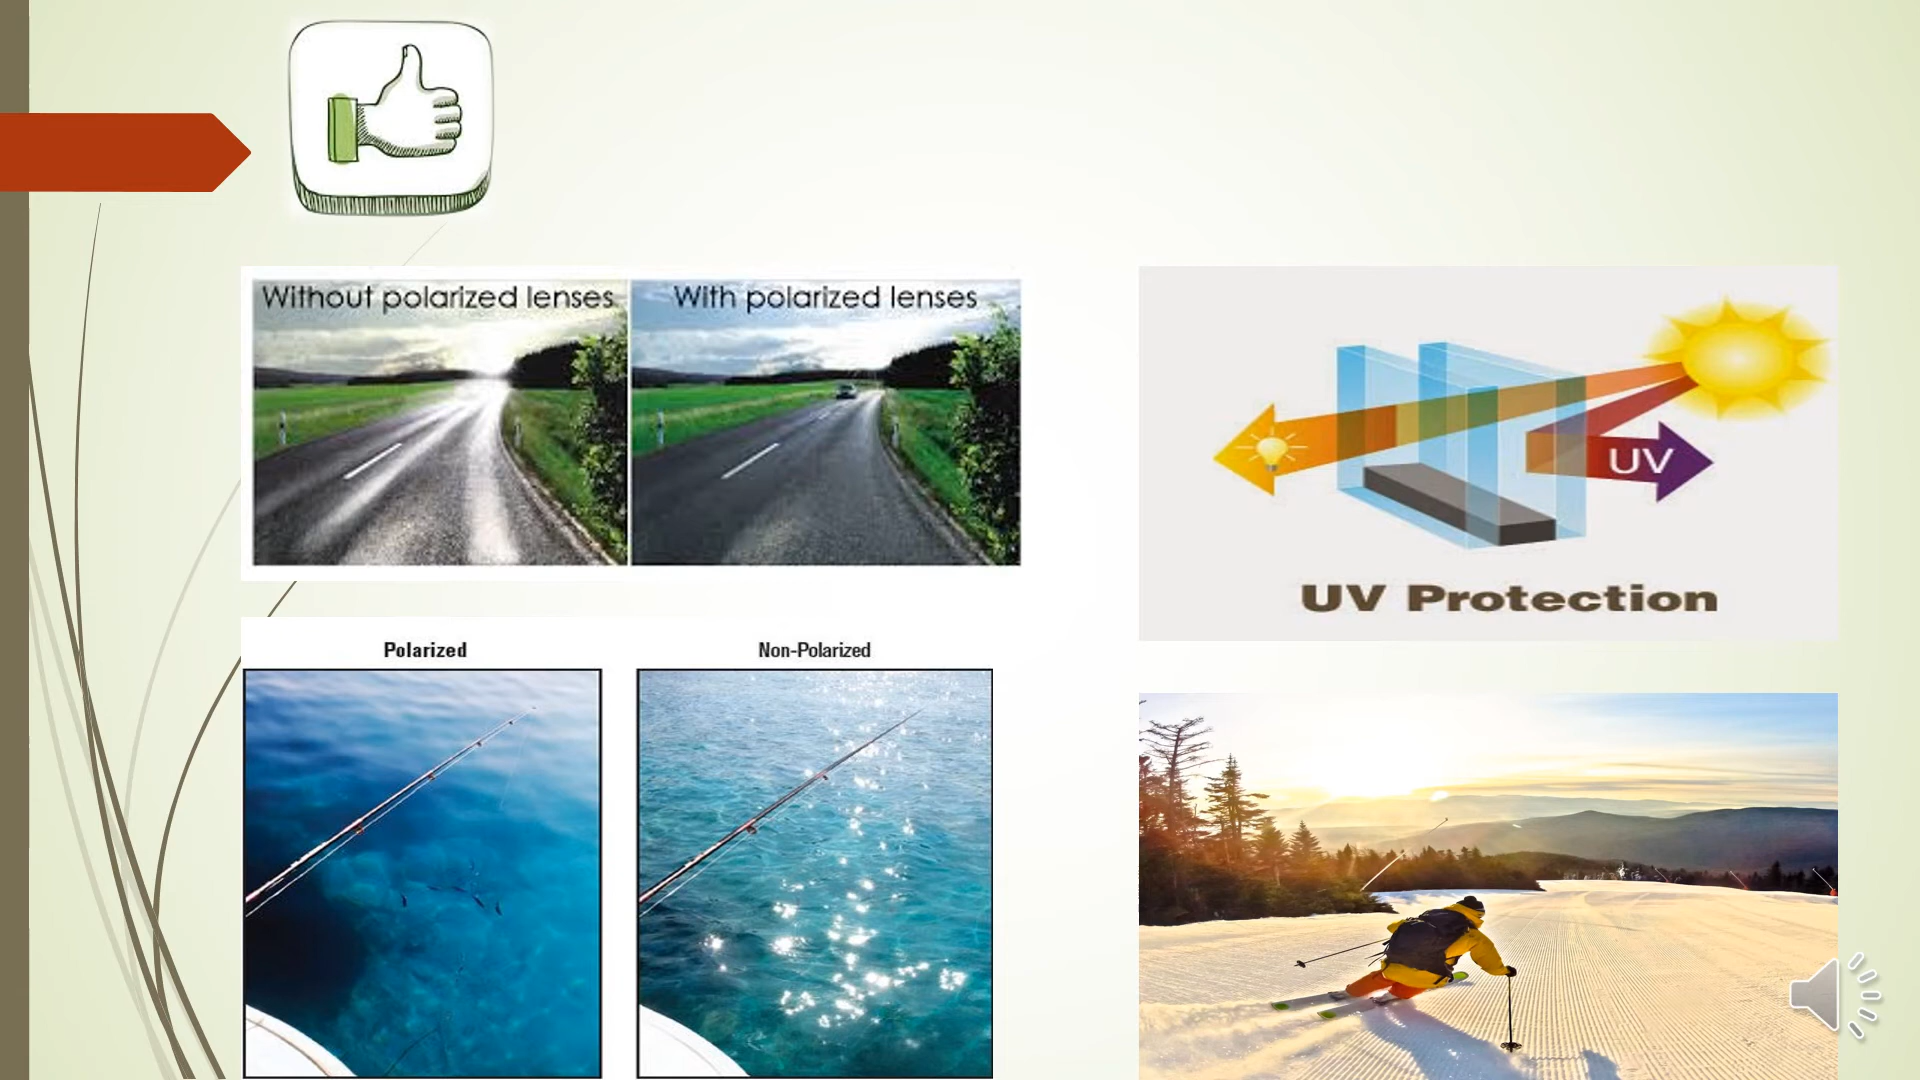 Without polarized lenses
With polarized lenses
UV
UV Protection
Polarized
Non-Polarized